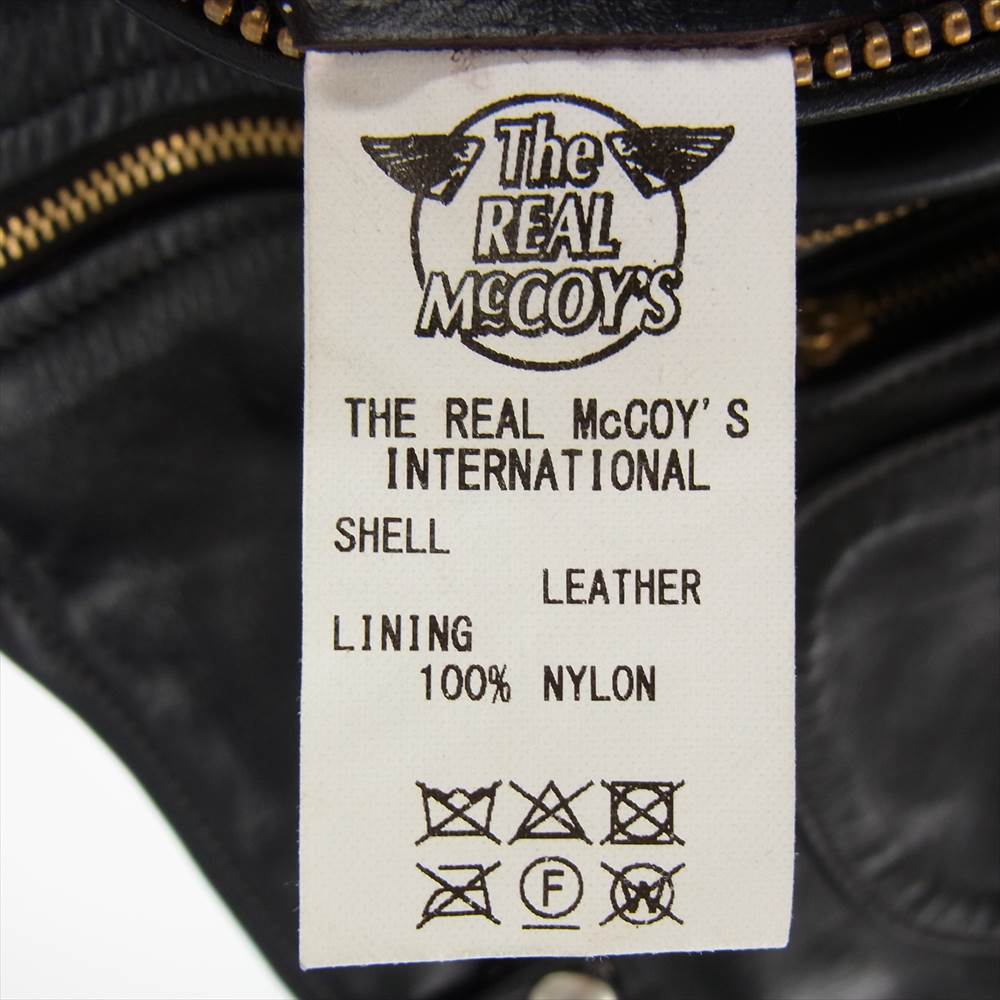 The
REAL
McCOY'S
THE REAL McCOY'S
INTERNATIONAL
SHELL
LEATHER
LINING
100% NYLON
F
W